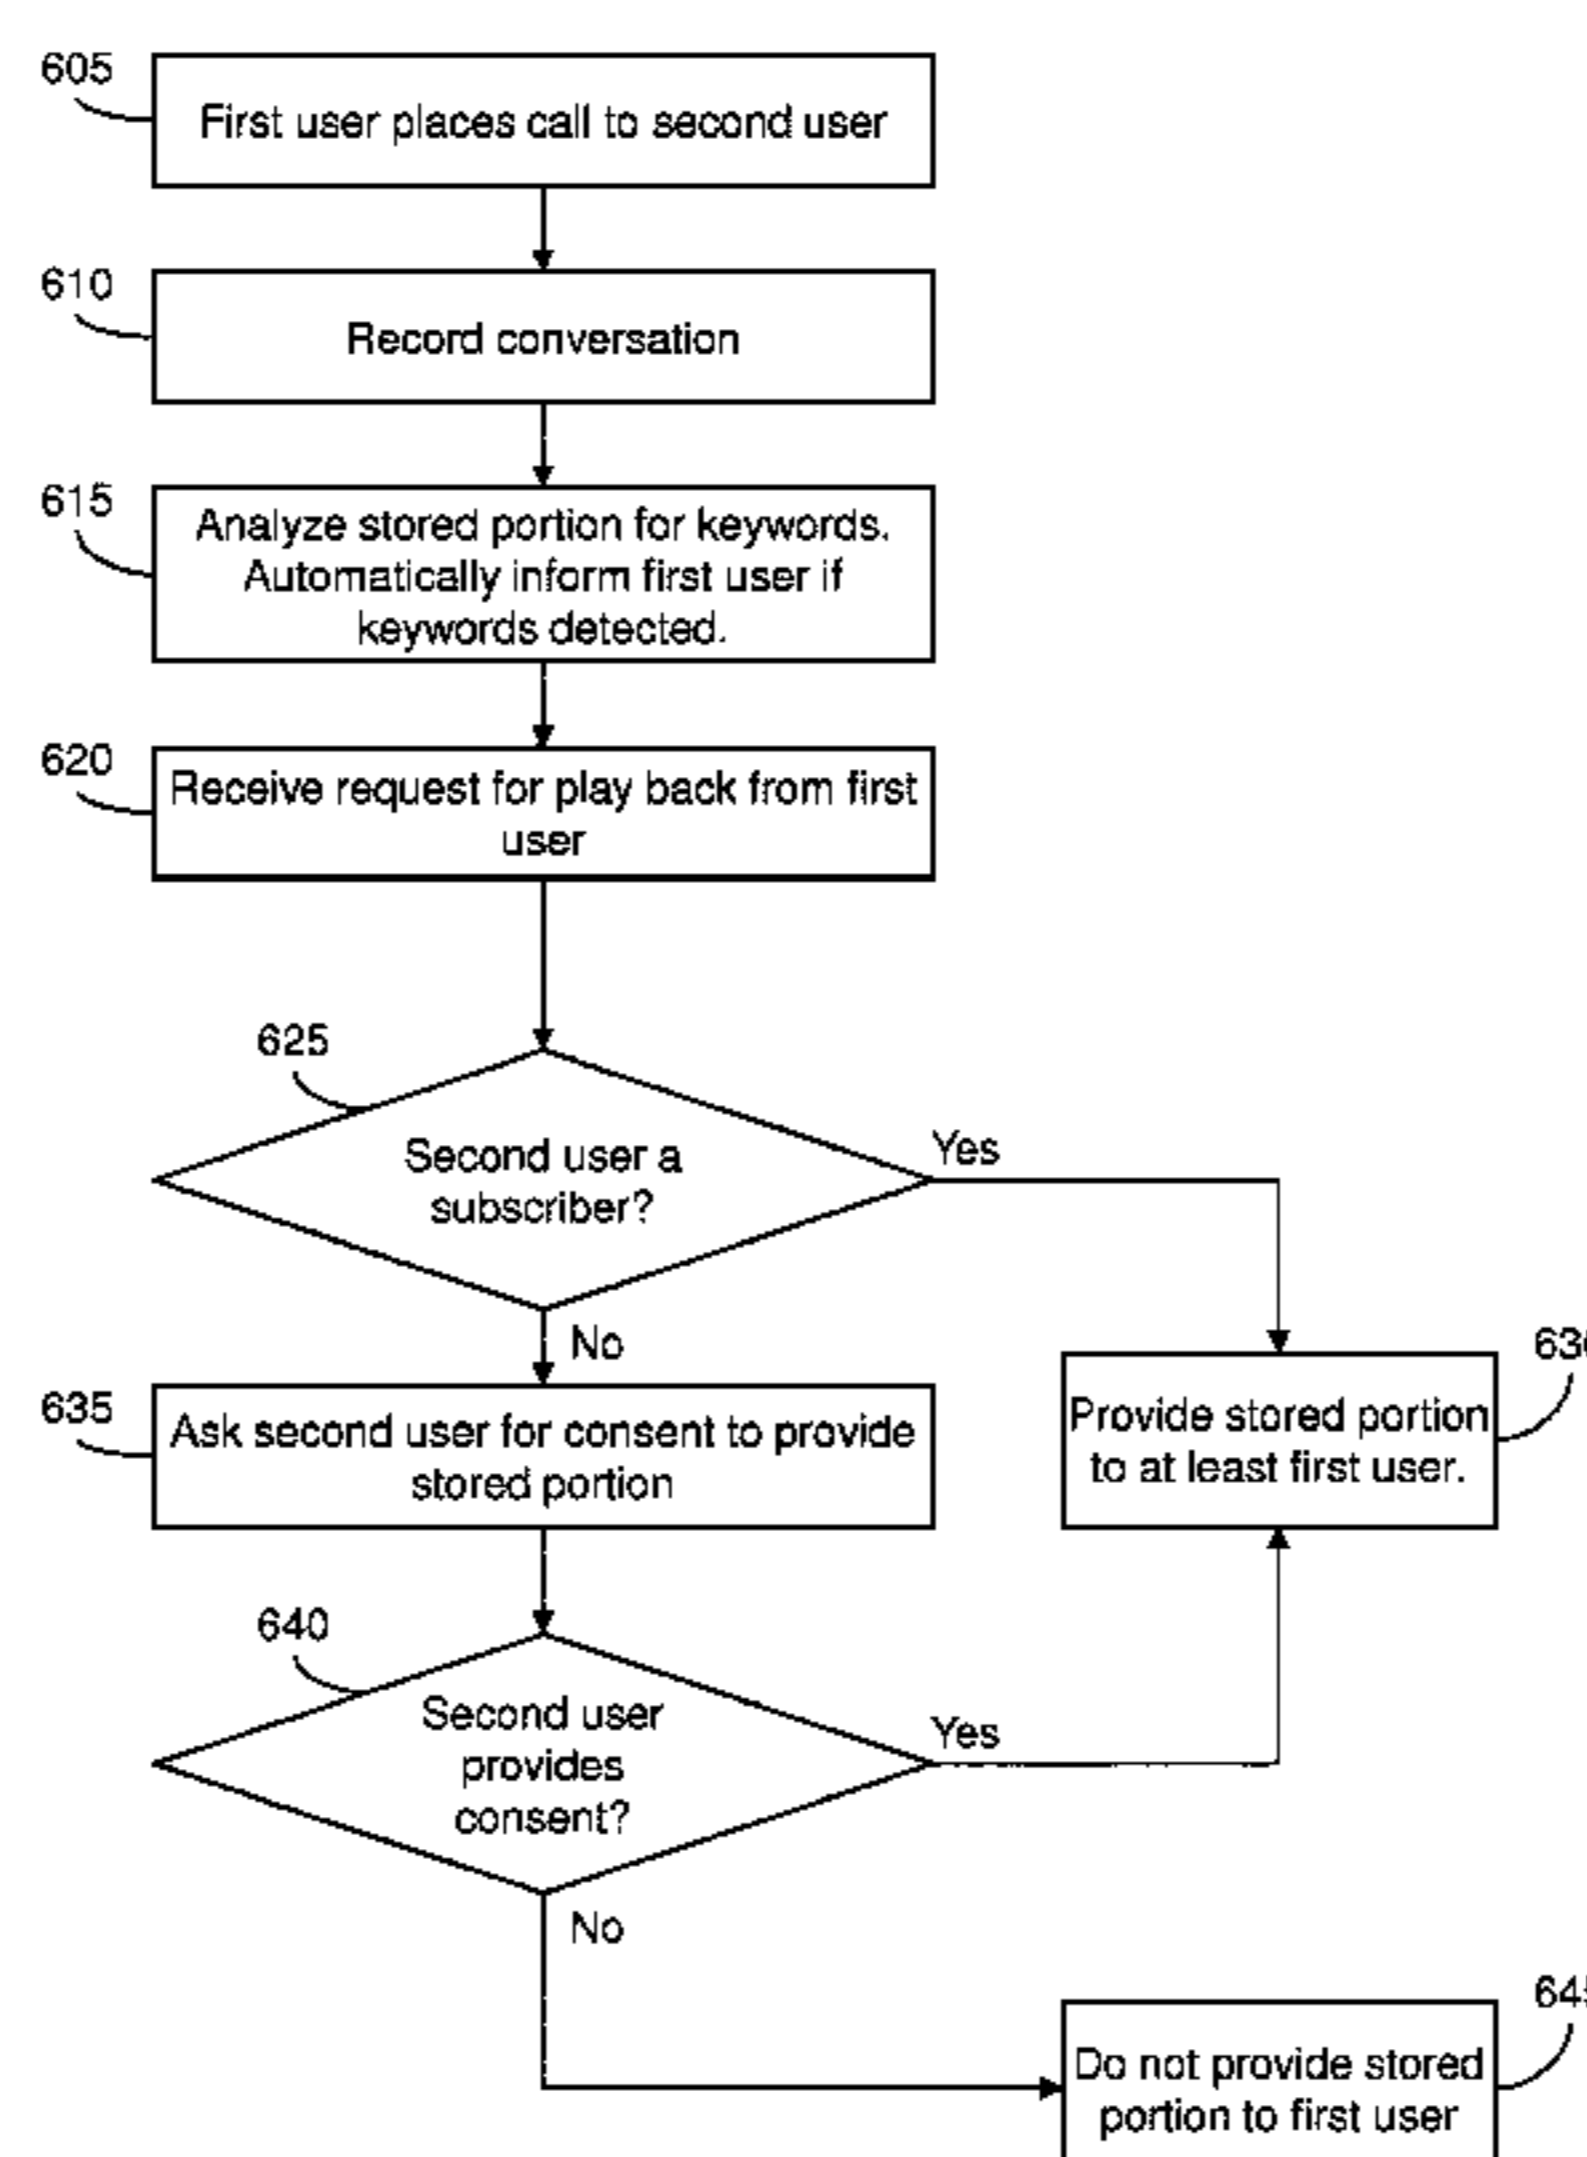 605
First user places call to second user
610
Record conversation
615
Analyze stored portion for keywords.
Automatically inform first user if
keywords detected.
620
Receive request for play back from first
user
625
Second user a
subscriber?
Yes
No
630
Provide stored portion
to at least first user.
635
Ask second user for consent to provide
stored portion
640
Second user
provides
consent?
Yes
No
645
Do not provide stored
portion to first user